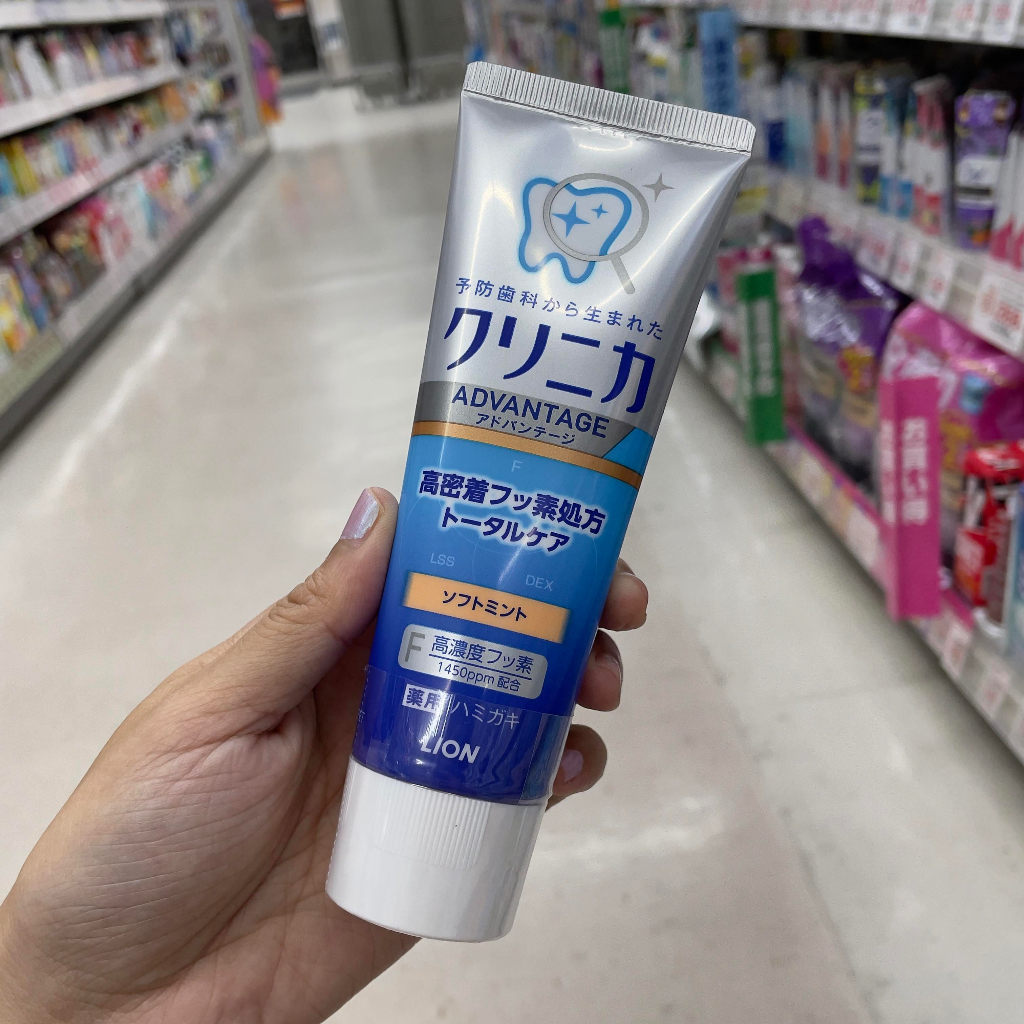 予防歯科から生まれた
クリニカ
ADVANTAGE
アドバンテージ
F
高密着フッ素処方
トータルケア
LSS
DEX
ソフトミント
F 高濃度フッ素
1450ppm 配合
薬用ハミガキ
LION